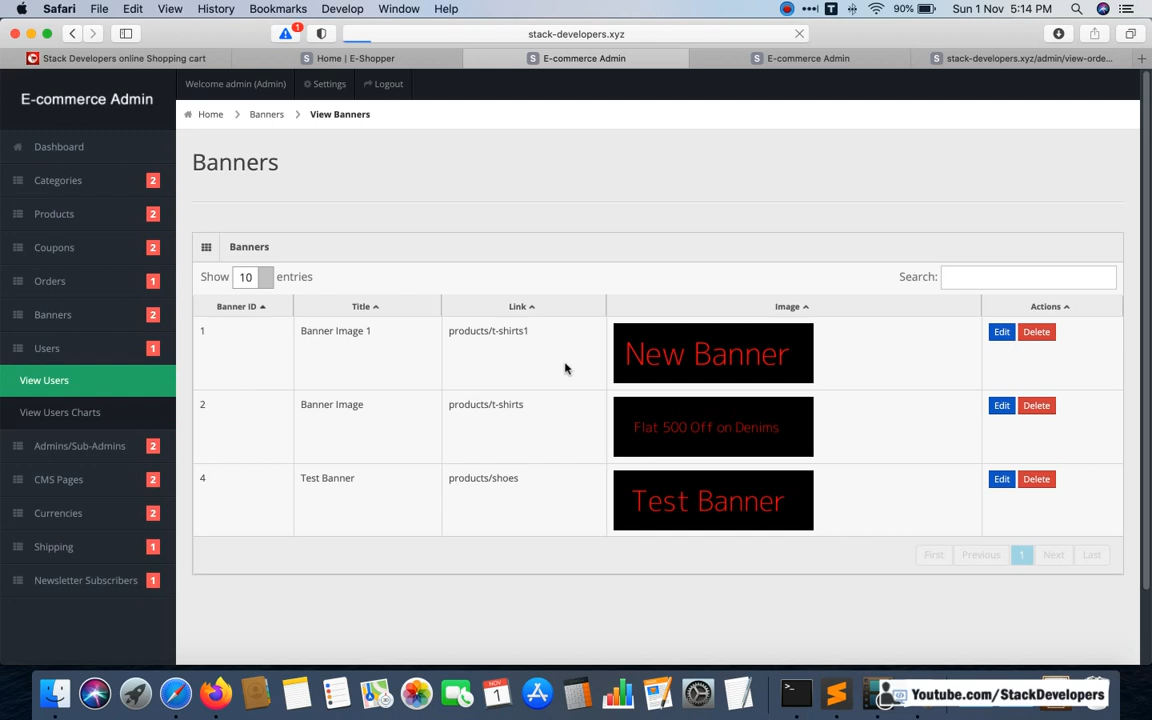 Safari File Edit View History Bookmarks Develop Window Help 90% Sun 1 Nov 5:14 PM
1 stack-developers.xyz
Stack Developers online Shopping cart Home | E-Shopper E-commerce Admin E-commerce Admin stack-developers.xyz/admin/view-orde...
E-commerce Admin
Welcome admin (Admin) Settings Logout
Home Banners View Banners
Dashboard
Categories 2
Products 2
Coupons 2
Orders 1
Banners 2
Users 1
View Users
View Users Charts
Admins/Sub-Admins 2
CMS Pages 2
Currencies 2
Shipping 1
Newsletter Subscribers 1
Banners
Banners
Show 10 entries Search:
Banner ID Title Link Image Actions
1 Banner Image 1 products/t-shirts1 New Banner Edit Delete
2 Banner Image products/t-shirts Flat 500 Off on Denims Edit Delete
4 Test Banner products/shoes Test Banner Edit Delete
First Previous 1 Next Last
NOV
1
Youtube.com/StackDevelopers